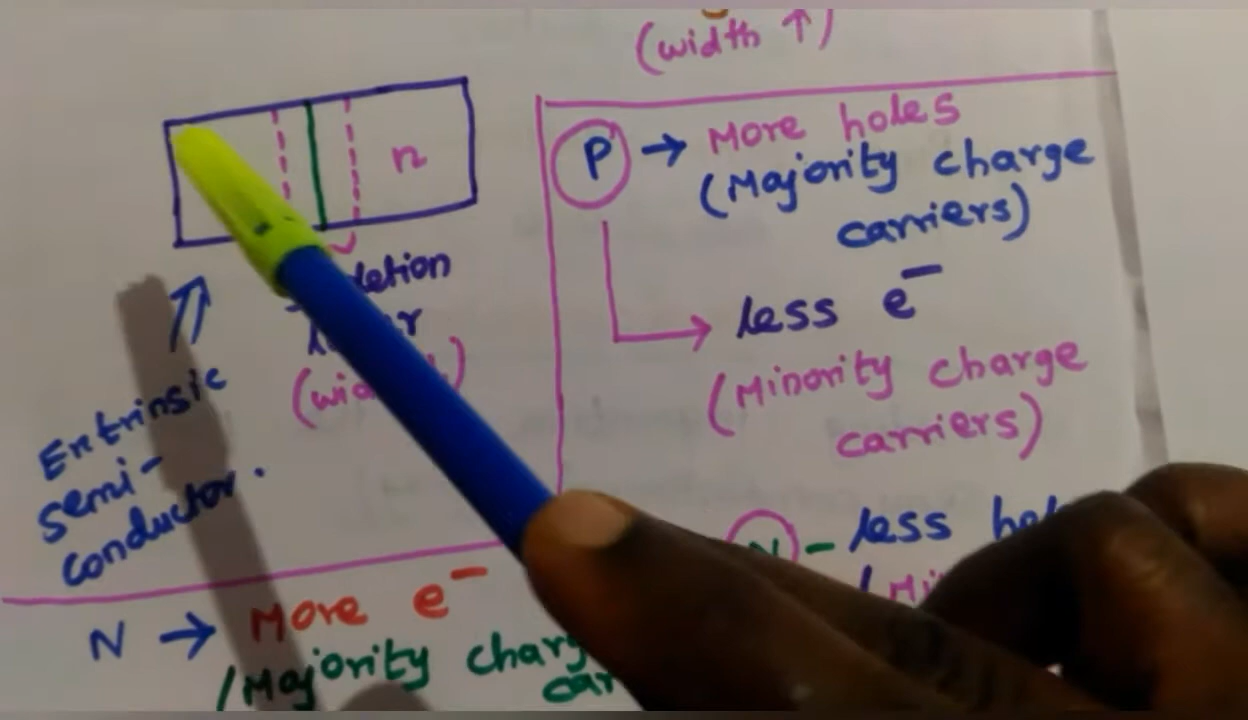 (width ↑)
n
P → More holes
(Majority charge
carriers)
less e⁻
(Minority charge
carriers)
Extrinsic
semi-
conductor.
N → More e⁻
(Majority
N - less